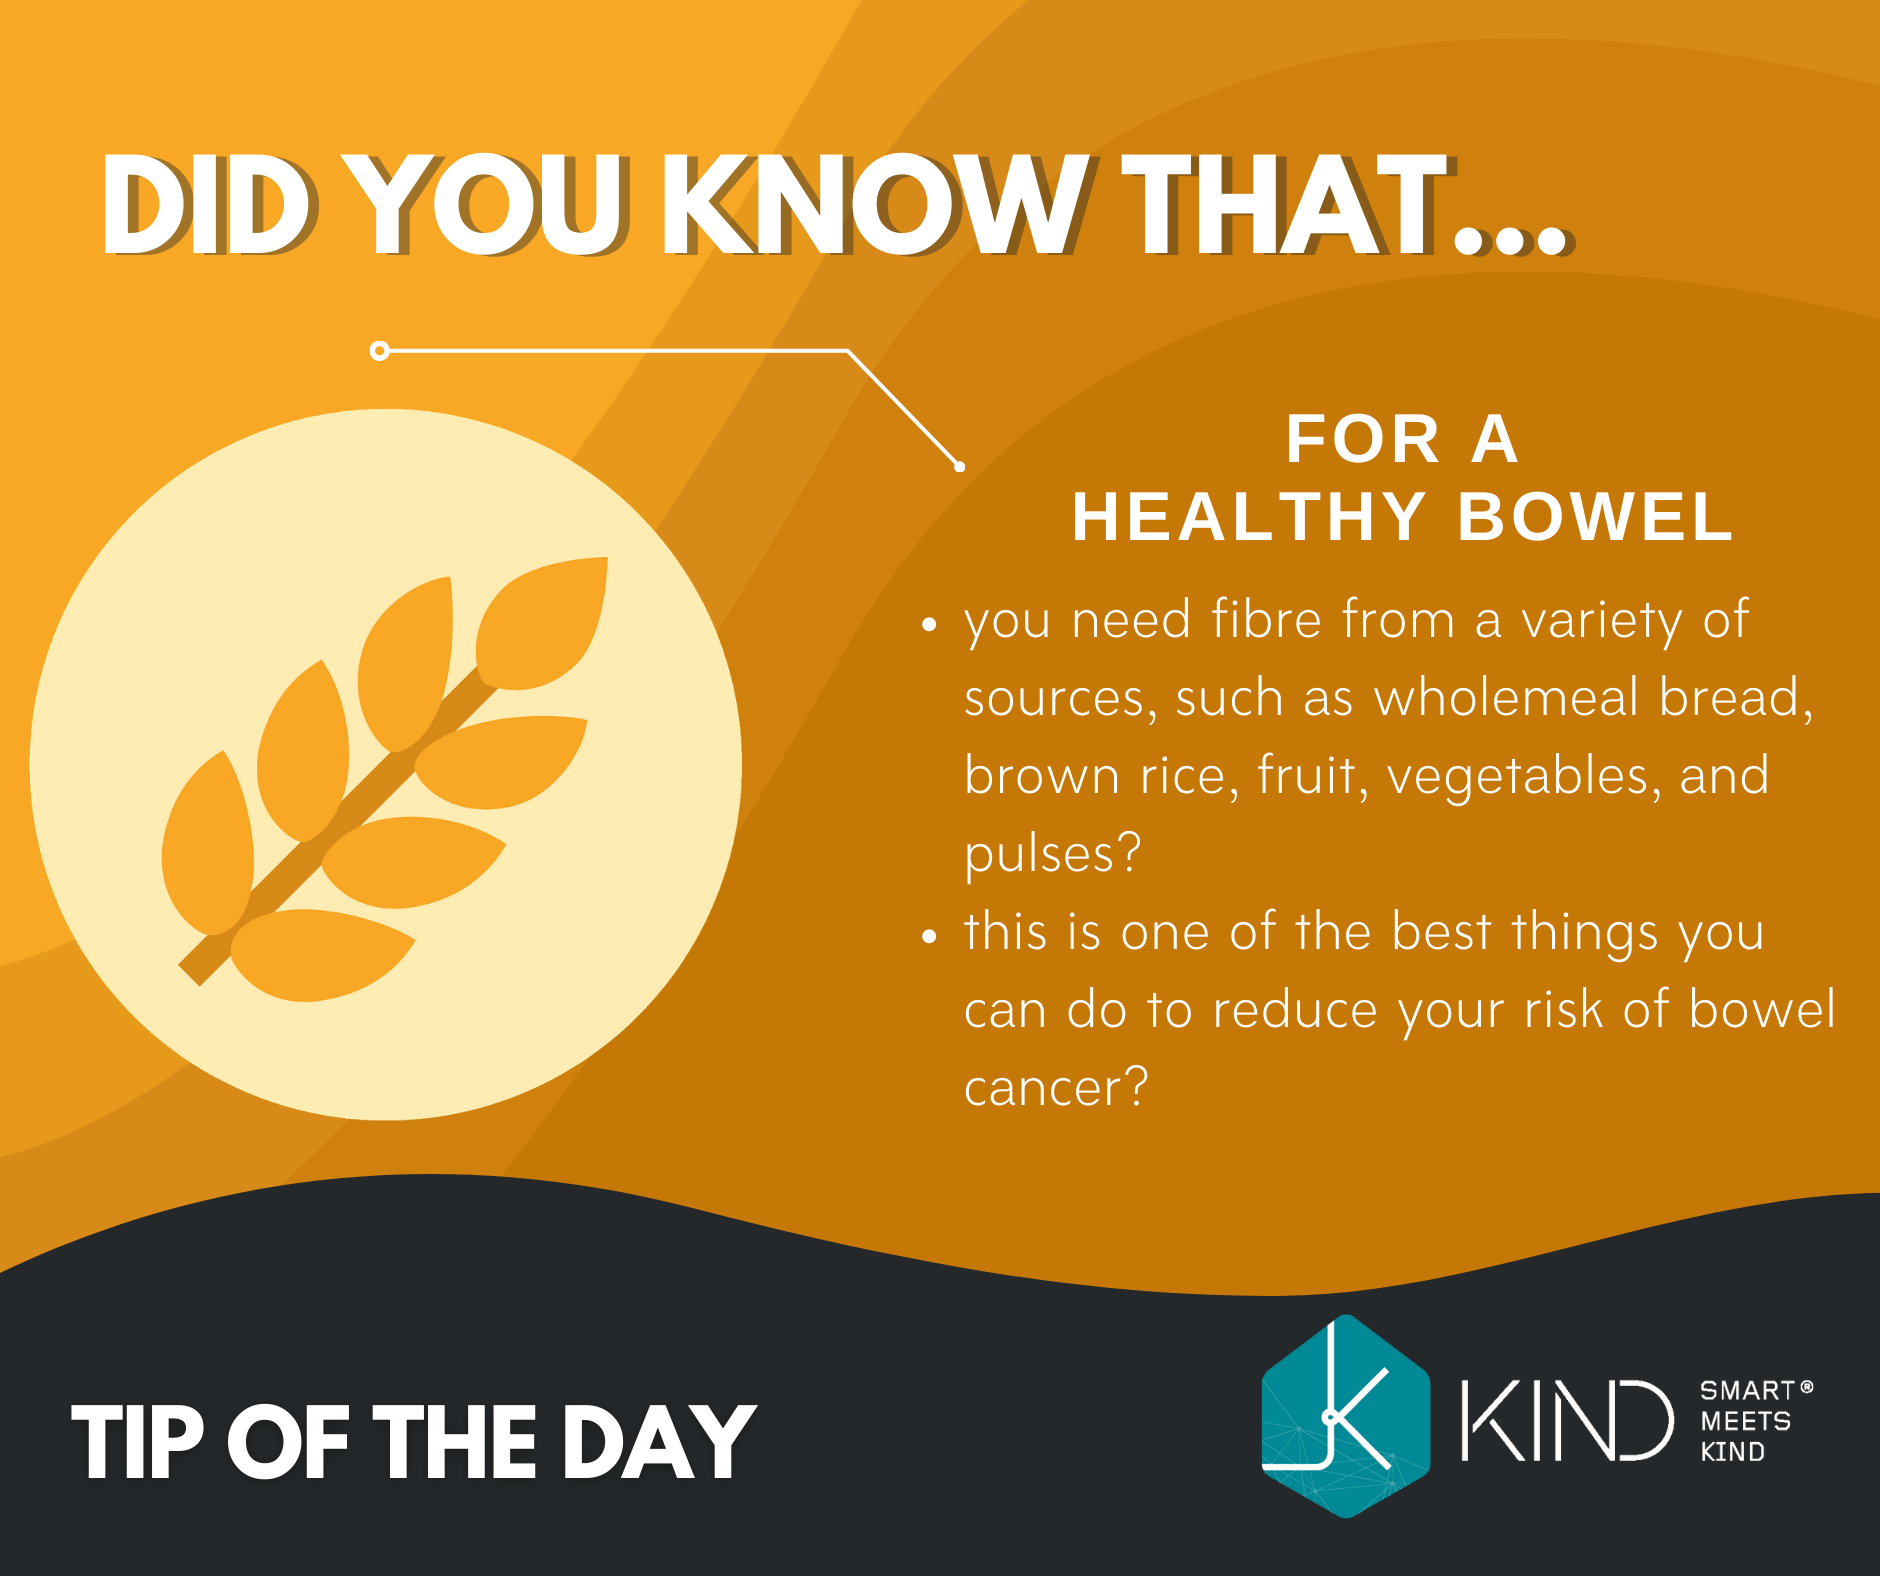 DID YOU KNOW THAT...
FOR A
HEALTHY BOWEL
• you need fibre from a variety of
sources, such as wholemeal bread,
brown rice, fruit, vegetables, and
pulses?
• this is one of the best things you
can do to reduce your risk of bowel
cancer?
TIP OF THE DAY
KIND
SMART®
MEETS
KIND